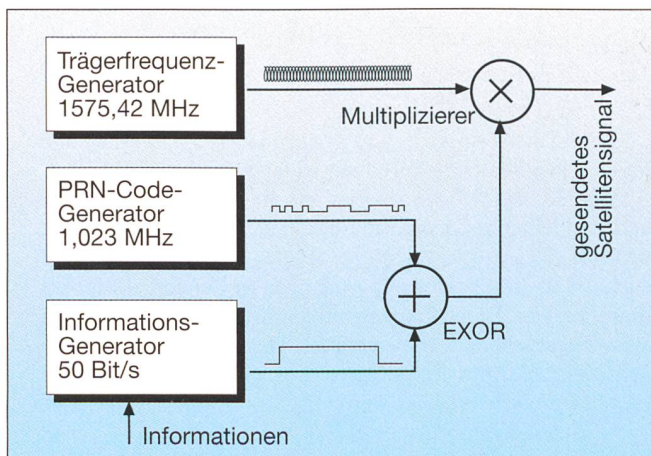 Trägerfrequenz-
Generator
1575,42 MHz
Multiplizierer
gesendetes
Satellitensignal
PRN-Code-
Generator
1,023 MHz
EXOR
Informations-
Generator
50 Bit/s
Informationen